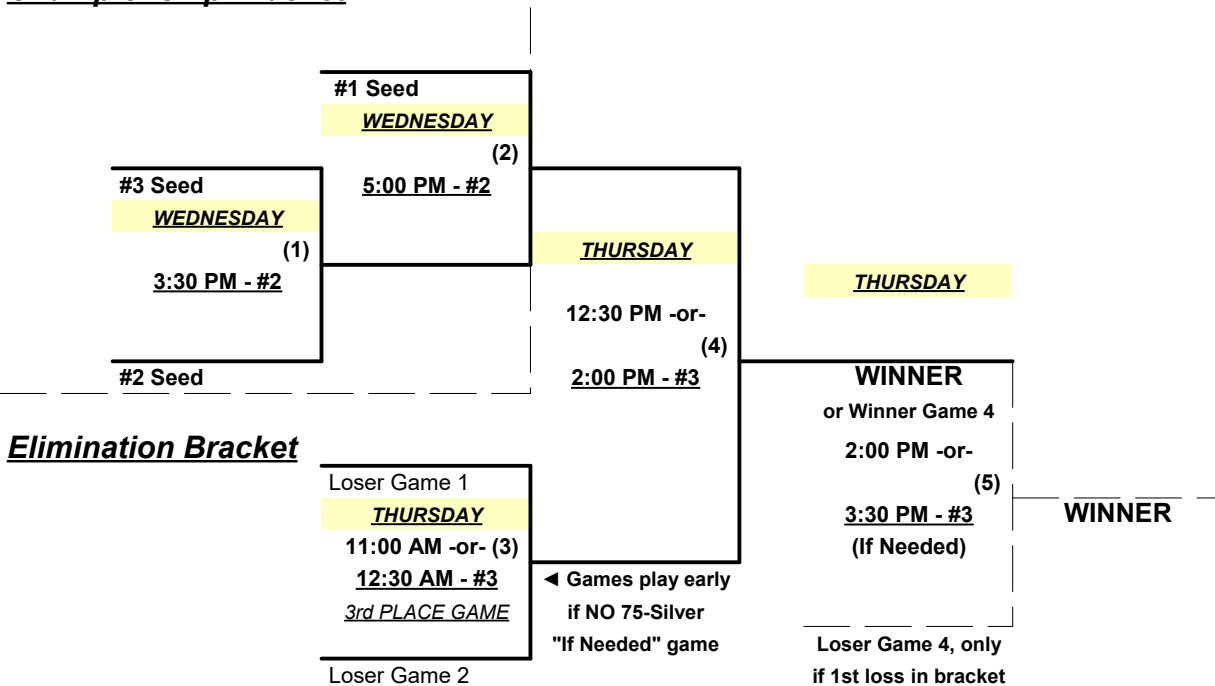 #1 Seed
WEDNESDAY
(2)
5:00 PM - #2
#3 Seed
WEDNESDAY
(1)
3:30 PM - #2
#2 Seed
THURSDAY
12:30 PM -or-
(4)
2:00 PM - #3
THURSDAY
WINNER
or Winner Game 4
2:00 PM -or-
(5)
3:30 PM - #3
(If Needed)
WINNER
Elimination Bracket
Loser Game 1
THURSDAY
11:00 AM -or- (3)
12:30 AM - #3
3rd PLACE GAME
Loser Game 2
◄ Games play early
if NO 75-Silver
"If Needed" game
Loser Game 4, only
if 1st loss in bracket